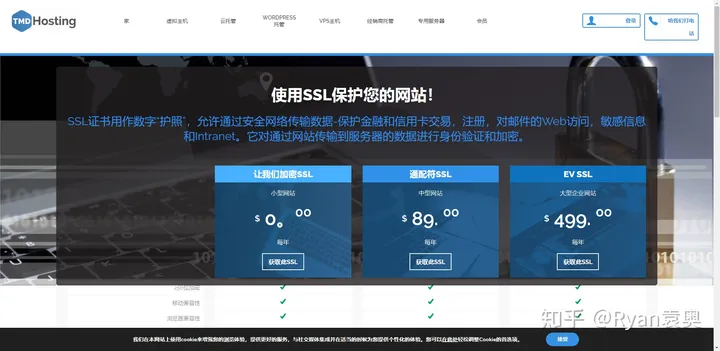 TMD Hosting
家
虚拟主机
云托管
WORDPRESS
托管
VPS主机
经销商托管
专用服务器
会员
登录
给我们打电
话
使用SSL保护您的网站！
SSL证书用作数字“护照”，允许通过安全网络传输数据-保护金融和信用卡交易，注册，对邮件的Web访问，敏感信息
和Intranet。它对通过网站传输到服务器的数据进行身份验证和加密。
让我们加密SSL
小型网站
$ 0。00
每年
获取此SSL
通配符SSL
中型网站
$ 89. 00
每年
获取此SSL
EV SSL
大型企业网站
$ 499. 00
每年
获取此SSL
移动兼容性
浏览器兼容性
我们在本网站上使用cookie来增强您的浏览体验，提供更好的服务，与社交媒体集成并在适当的时候为您提供个性化的体验。您可以在此处轻松调整Cookie的首选项。
接受
知乎 @Ryan袁奥